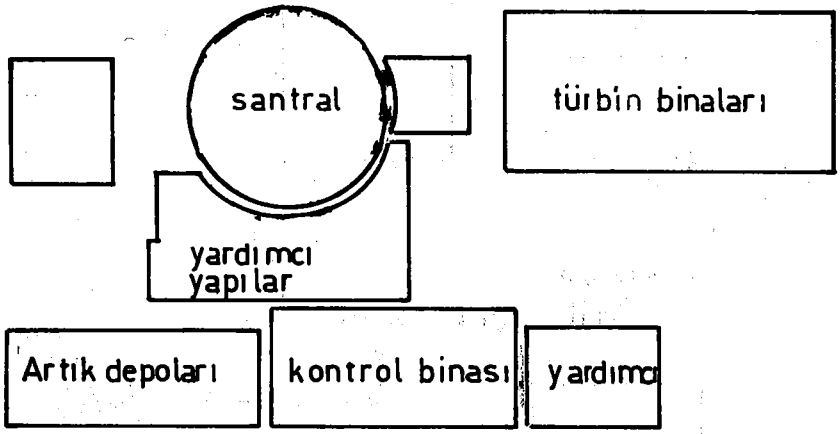 santral
türbin binaları
yardımcı
yapılar
Artık depoları
kontrol binası
yardımcı